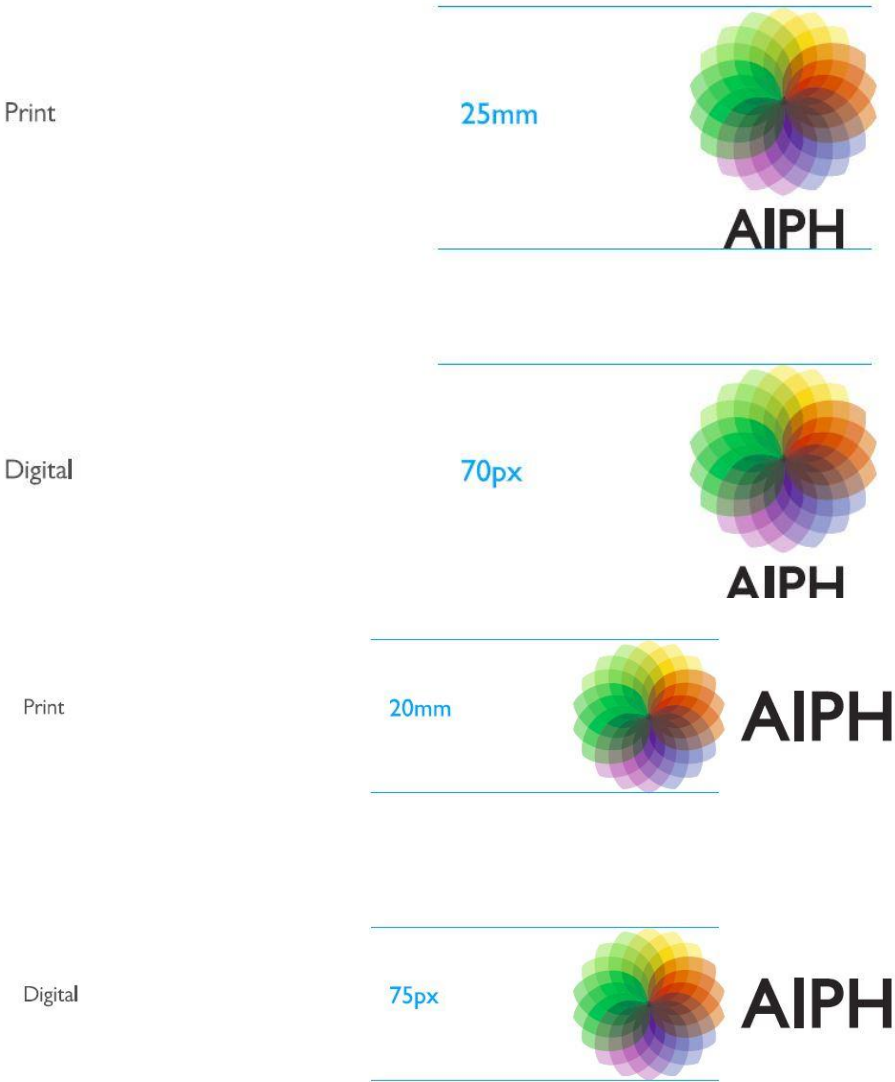 Print
25mm
AIPH
Digital
70px
AIPH
Print
20mm
AIPH
Digital
75px
AIPH